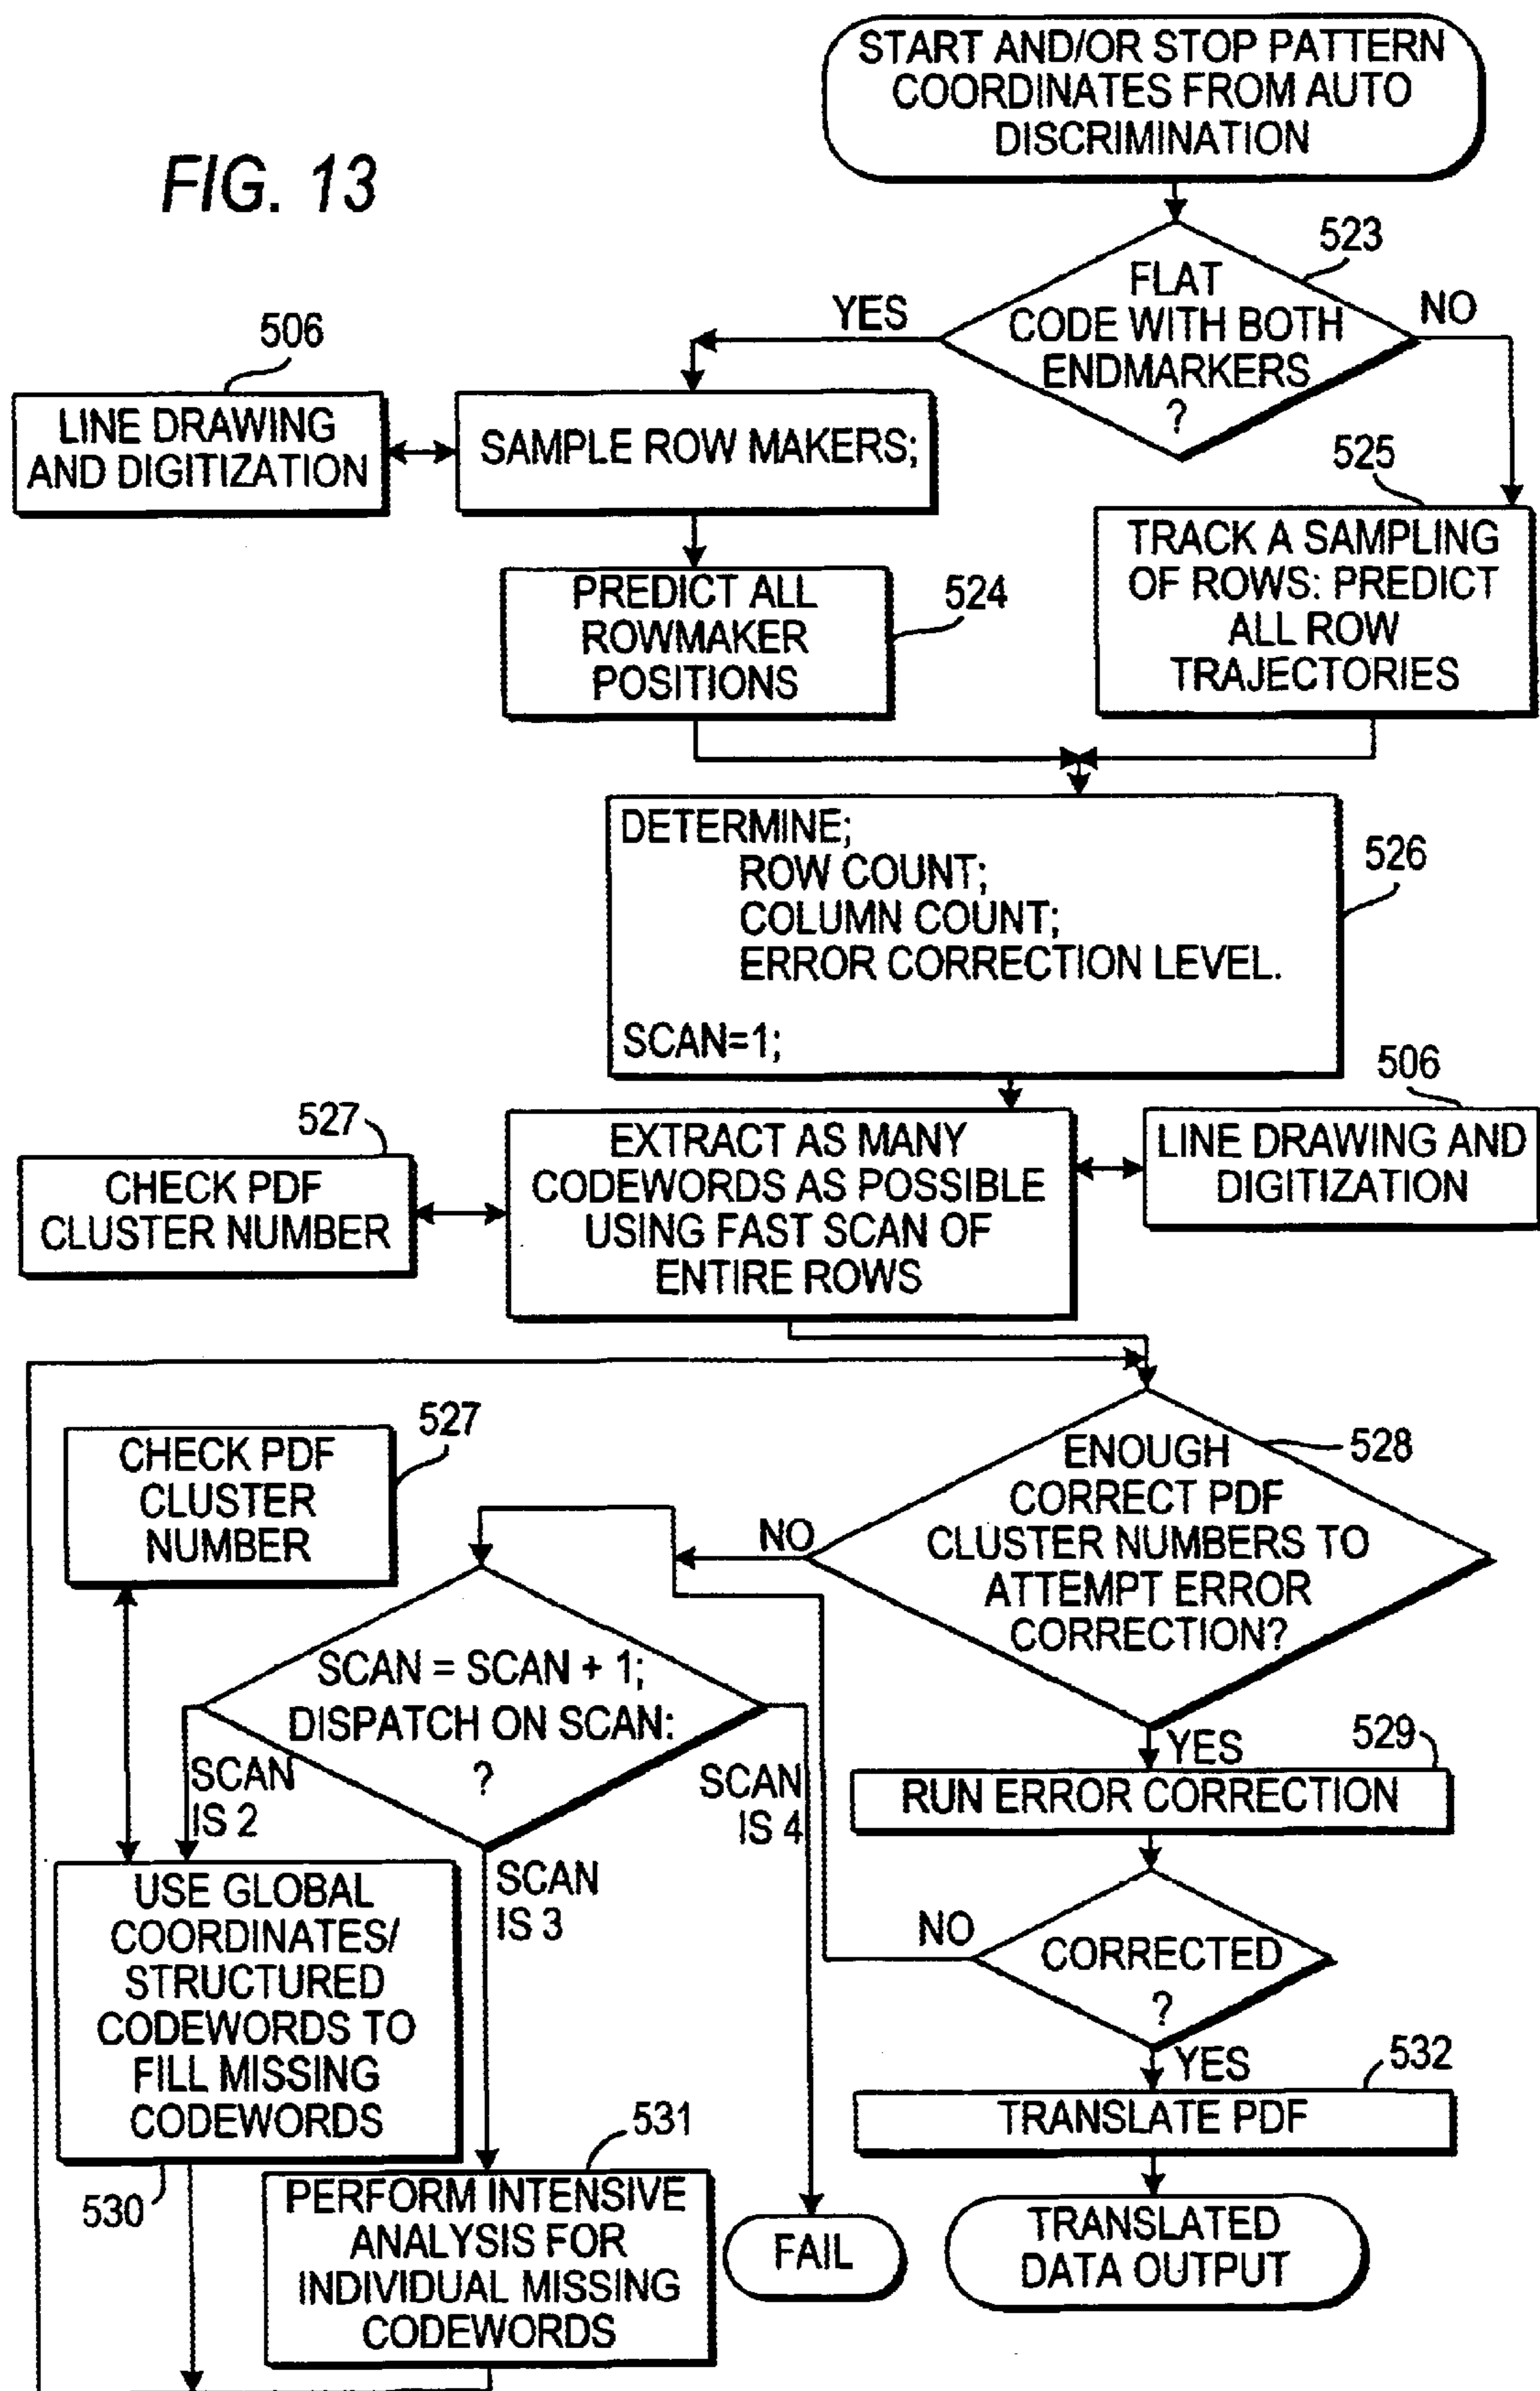 FIG. 13
START AND/OR STOP PATTERN
COORDINATES FROM AUTO
DISCRIMINATION
523
FLAT
CODE WITH BOTH
ENDMARKERS
?
YES
NO
506
LINE DRAWING
AND DIGITIZATION
SAMPLE ROW MAKERS;
525
TRACK A SAMPLING
OF ROWS: PREDICT
ALL ROW
TRAJECTORIES
PREDICT ALL
ROWMAKER
POSITIONS
524
DETERMINE;
ROW COUNT;
COLUMN COUNT;
ERROR CORRECTION LEVEL.
SCAN=1;
526
527
CHECK PDF
CLUSTER NUMBER
EXTRACT AS MANY
CODEWORDS AS POSSIBLE
USING FAST SCAN OF
ENTIRE ROWS
506
LINE DRAWING AND
DIGITIZATION
527
CHECK PDF
CLUSTER
NUMBER
528
ENOUGH
CORRECT PDF
CLUSTER NUMBERS TO
ATTEMPT ERROR
CORRECTION?
NO
SCAN = SCAN + 1;
DISPATCH ON SCAN:
?
SCAN
IS 2
SCAN
IS 3
SCAN
IS 4
YES
529
RUN ERROR CORRECTION
NO
CORRECTED
?
YES
532
TRANSLATE PDF
USE GLOBAL
COORDINATES/
STRUCTURED
CODEWORDS TO
FILL MISSING
CODEWORDS
530
531
PERFORM INTENSIVE
ANALYSIS FOR
INDIVIDUAL MISSING
CODEWORDS
FAIL
TRANSLATED
DATA OUTPUT